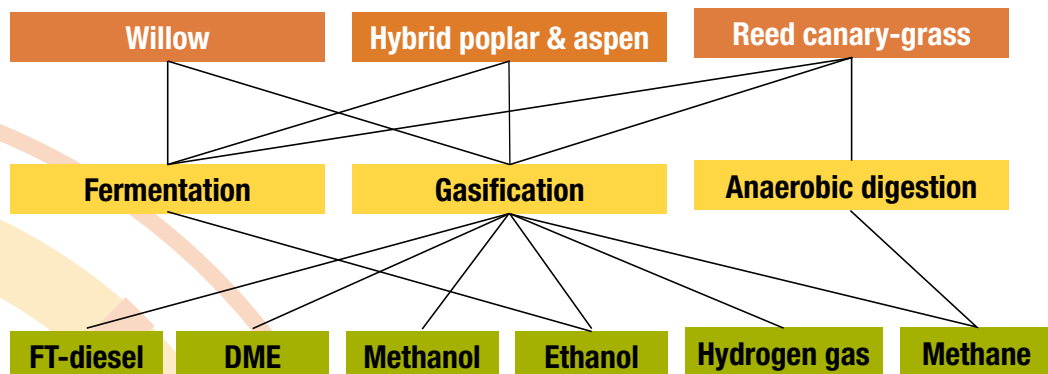 Willow
Hybrid poplar & aspen
Reed canary-grass
Fermentation
Gasification
Anaerobic digestion
FT-diesel
DME
Methanol
Ethanol
Hydrogen gas
Methane